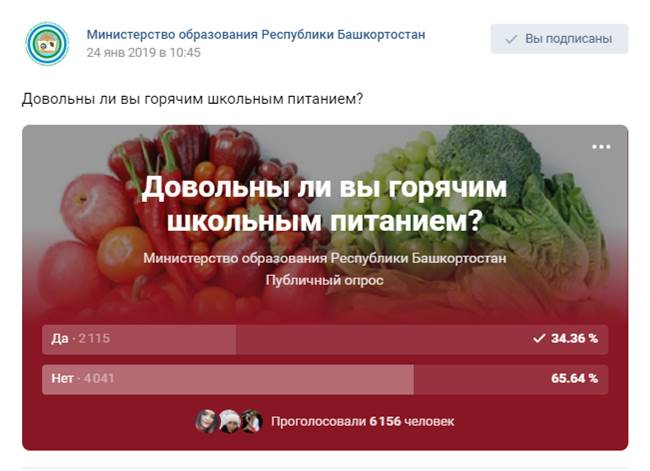 Министерство образования Республики Башкортостан
24 янв 2019 в 10:45
Вы подписаны
Довольны ли вы горячим школьным питанием?
Довольны ли вы горячим
школьным питанием?
Министерство образования Республики Башкортостан
Публичный опрос
Да · 2 115 34.36 %
Нет · 4 041 65.64 %
Проголосовали 6 156 человек